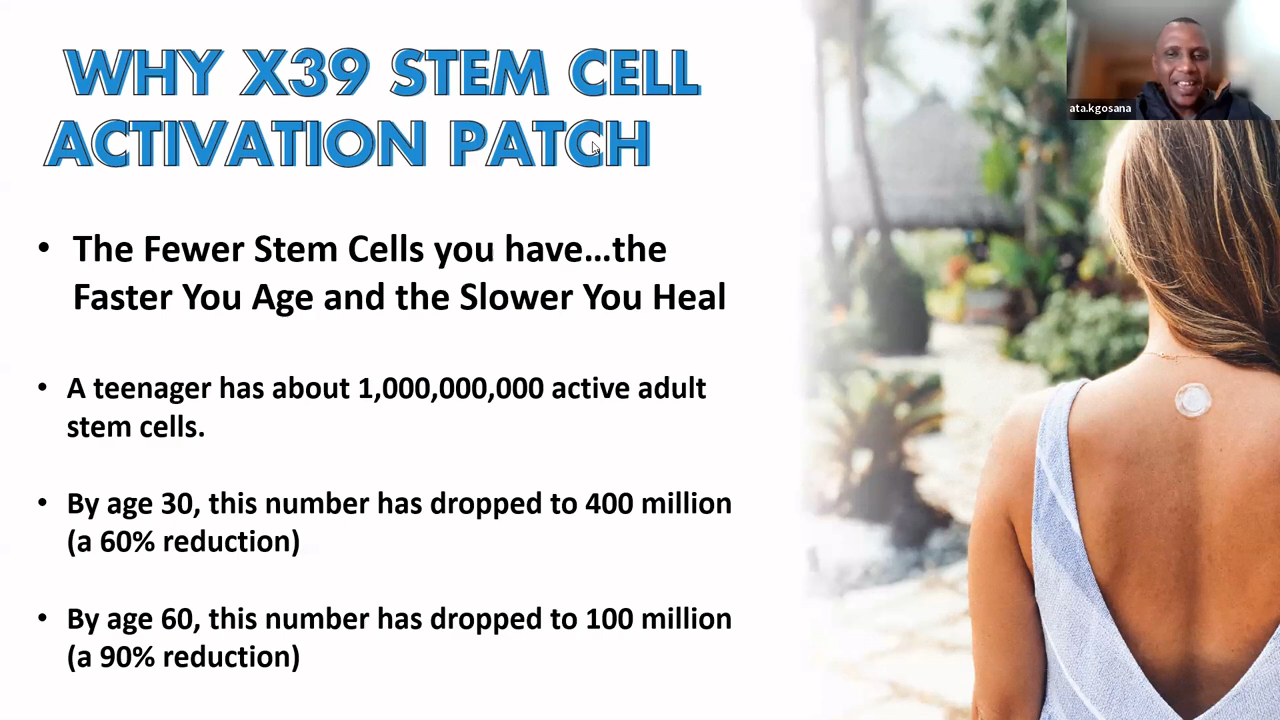 WHY X39 STEM CELL
ACTIVATION PATCH
ata.kgosana
• The Fewer Stem Cells you have...the
Faster You Age and the Slower You Heal
• A teenager has about 1,000,000,000 active adult
stem cells.
• By age 30, this number has dropped to 400 million
(a 60% reduction)
• By age 60, this number has dropped to 100 million
(a 90% reduction)